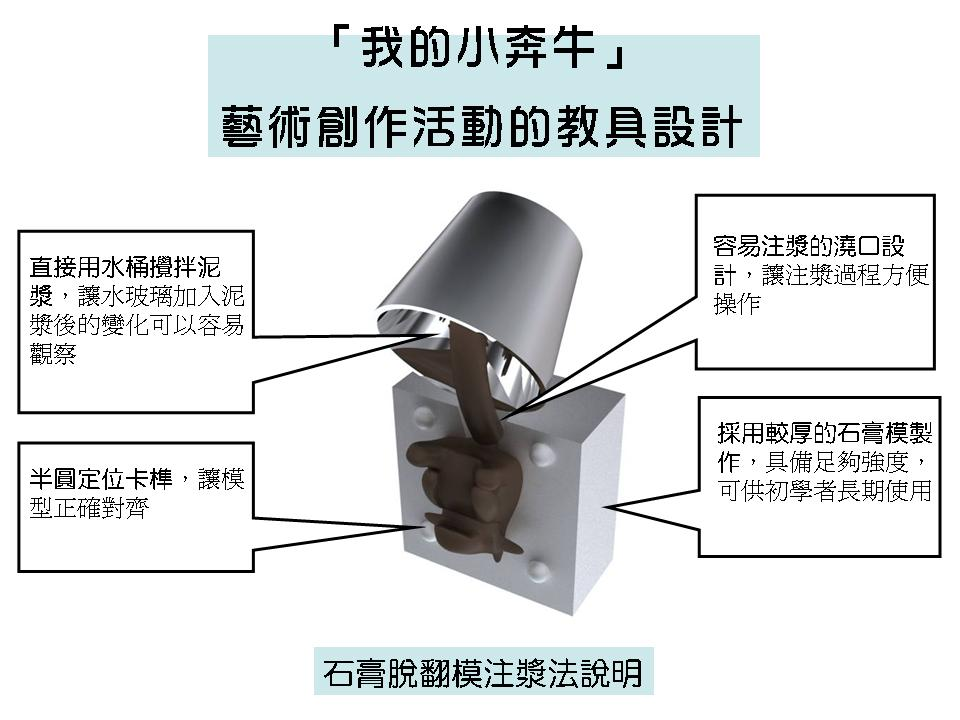 「我的小奔牛」
藝術創作活動的教具設計
直接用水桶攪拌泥
漿，讓水玻璃加入泥
漿後的變化可以容易
觀察
容易注漿的澆口設
計，讓注漿過程方便
操作
半圓定位卡榫，讓模
型正確對齊
採用較厚的石膏模製
作，具備足夠強度，
可供初學者長期使用
石膏脫翻模注漿法說明